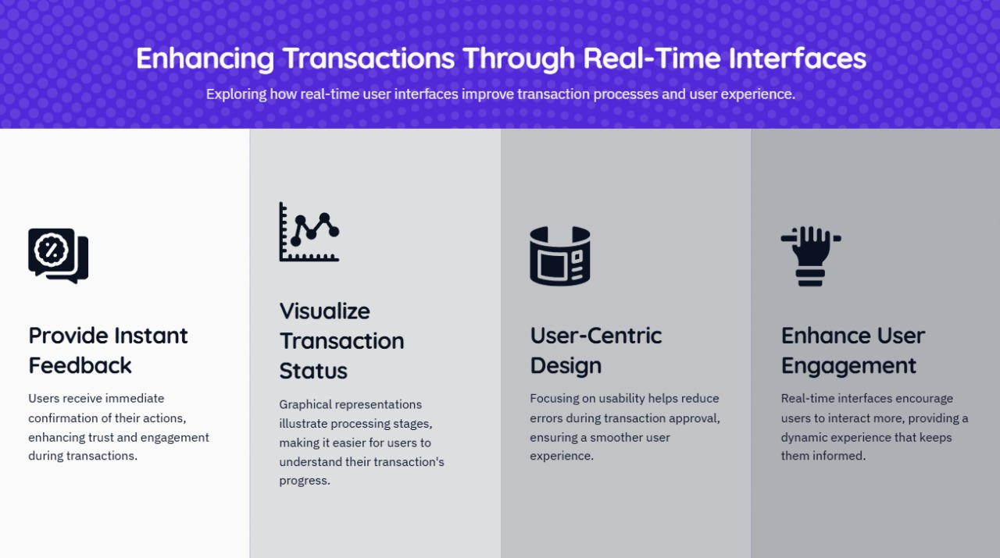 Enhancing Transactions Through Real-Time Interfaces
Exploring how real-time user interfaces improve transaction processes and user experience.
Provide Instant
Feedback
Users receive immediate
confirmation of their actions,
enhancing trust and engagement
during transactions.
Visualize
Transaction
Status
Graphical representations
illustrate processing stages,
making it easier for users to
understand their transaction's
progress.
User-Centric
Design
Focusing on usability helps reduce
errors during transaction approval,
ensuring a smoother user
experience.
Enhance User
Engagement
Real-time interfaces encourage
users to interact more, providing a
dynamic experience that keeps
them informed.